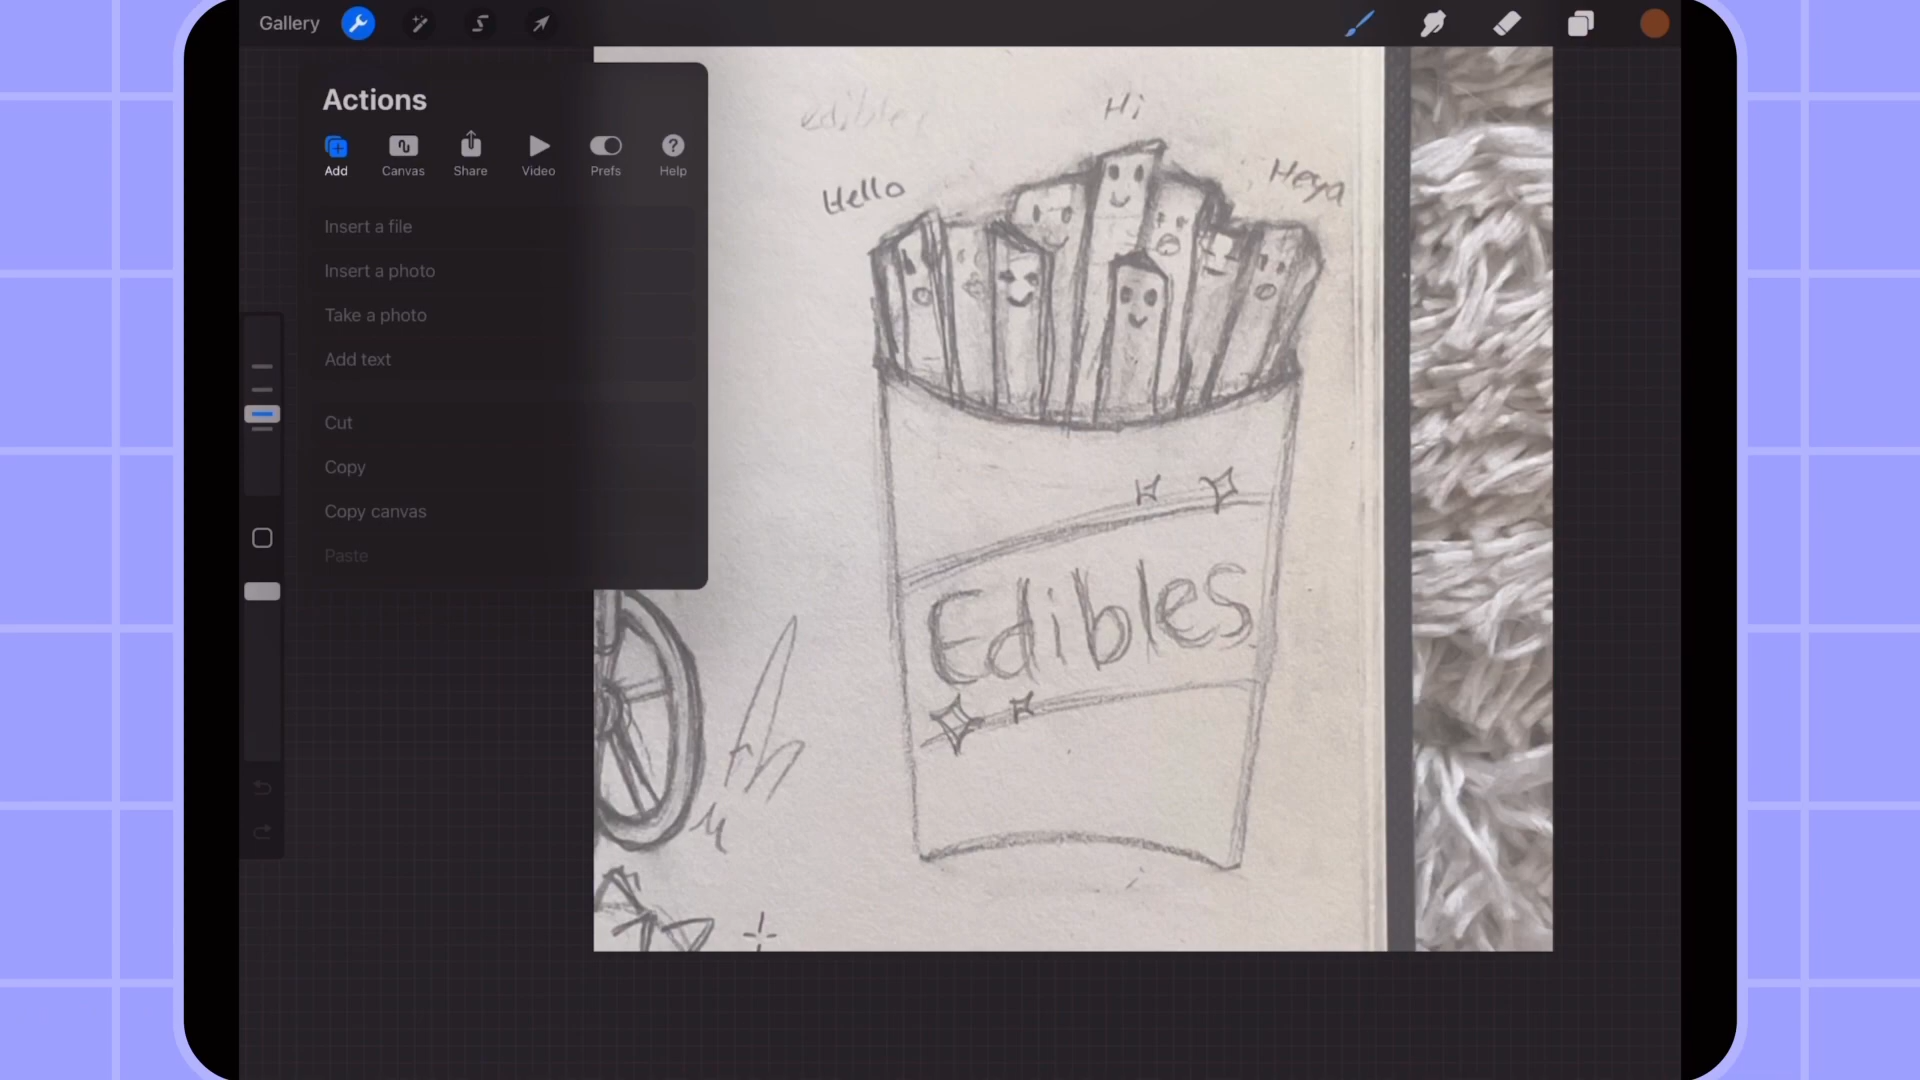 Gallery
Actions
Add Canvas Share Video Prefs Help
Insert a file
Insert a photo
Take a photo
Add text
Cut
Copy
Copy canvas
Paste
edibles
Hi
Hello
Heya
Edibles